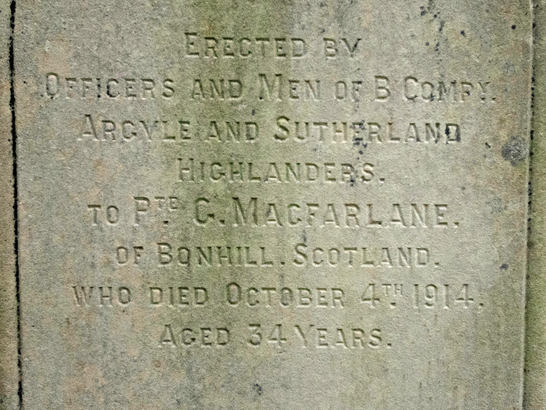 ERECTED BY
OFFICERS AND MEN OF B COMPY.
ARGYLE AND SUTHERLAND
HIGHLANDERS.
TO PTE. G. MACFARLANE.
OF BONHILL. SCOTLAND.
WHO DIED OCTOBER 4TH. 1914.
AGED 34 YEARS.